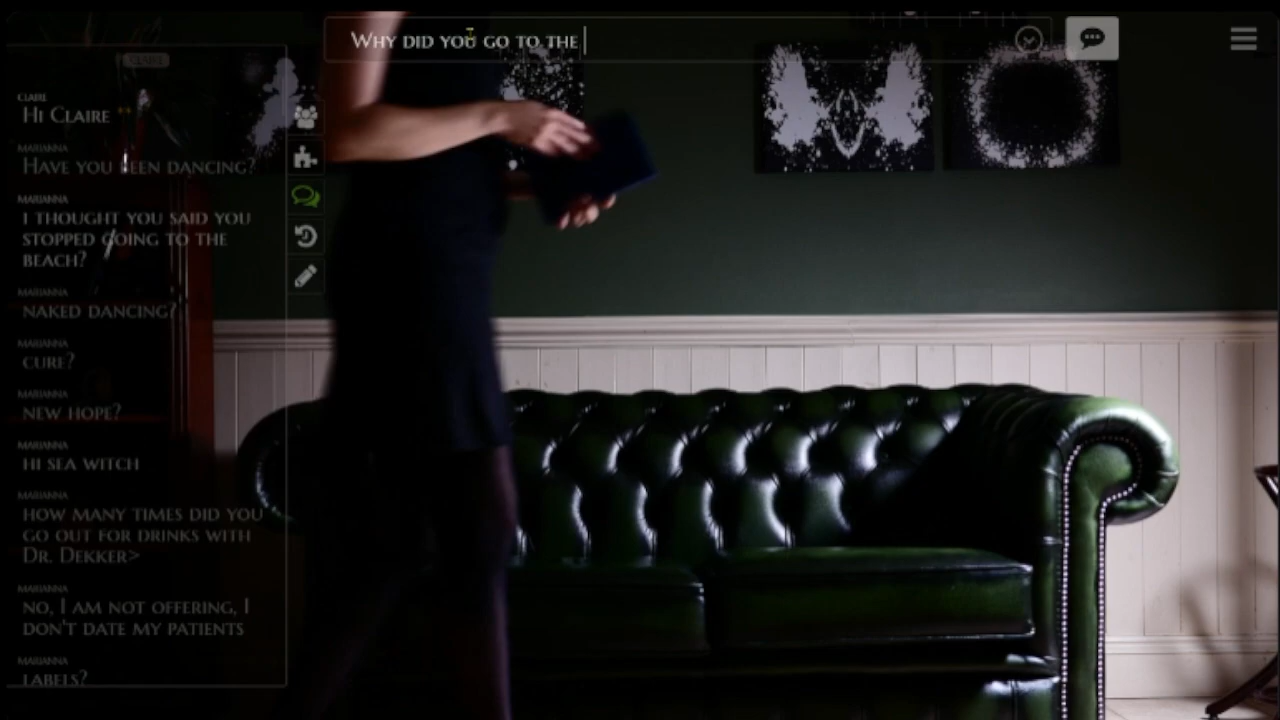 Why did you go to the
CLAIRE
CLAIRE
Hi Claire
MARIANNA
Have you been dancing?
MARIANNA
I thought you said you
stopped going to the
beach?
MARIANNA
naked dancing?
MARIANNA
cure?
MARIANNA
new hope?
MARIANNA
hi sea witch
MARIANNA
how many times did you
go out for drinks with
Dr. Dekker>
MARIANNA
no, I am not offering, I
don't date my patients
MARIANNA
labels?